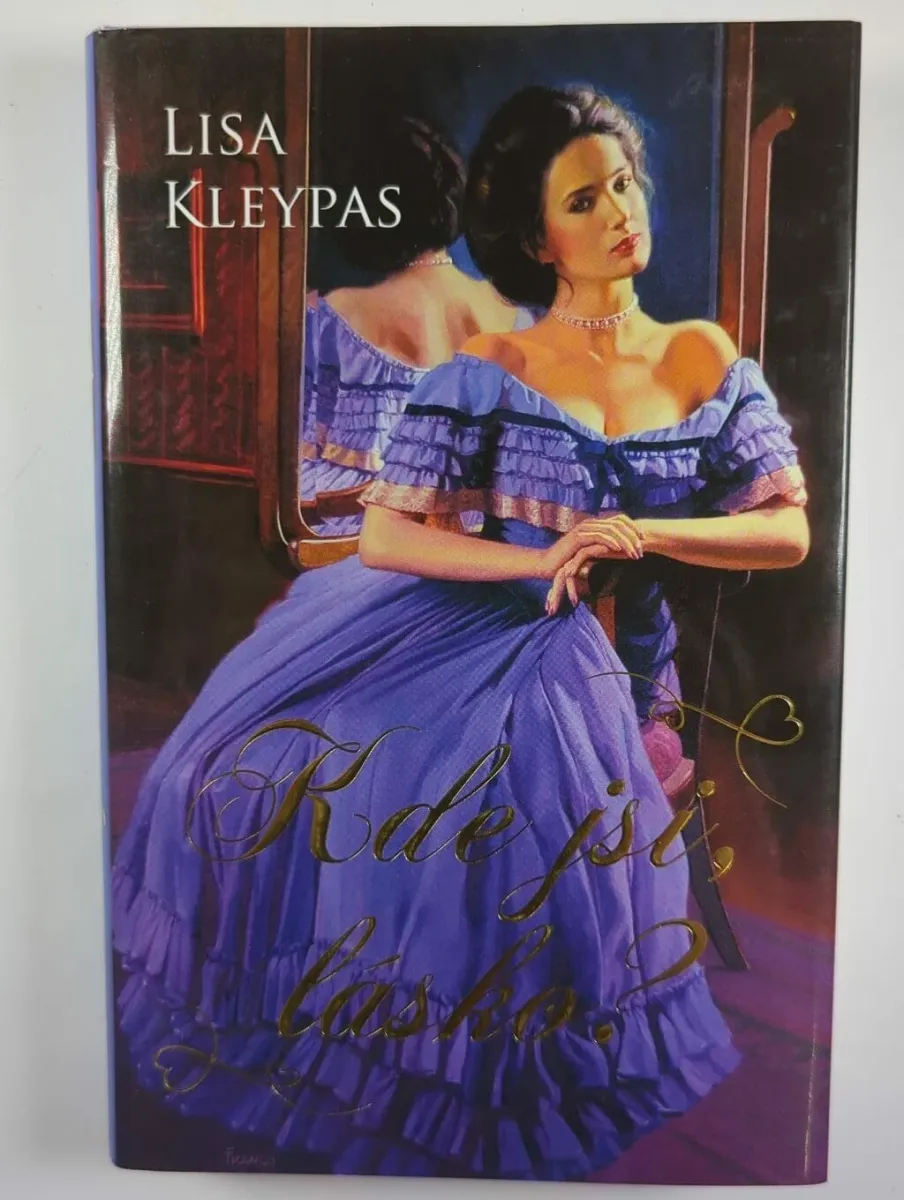 LISA
KLEYPAS
Kde jsi,
lásko?